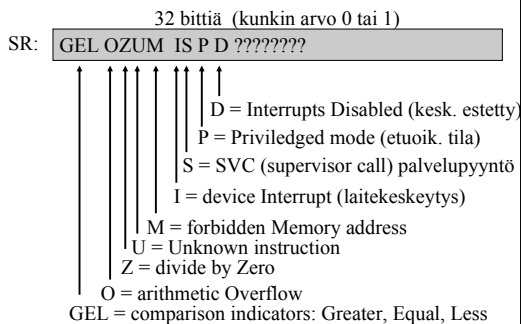 32 bittiä (kunkin arvo 0 tai 1)
SR: GEL OZUM IS P D ????????
D = Interrupts Disabled (kesk. estetty)
P = Priviledged mode (etuoik. tila)
S = SVC (supervisor call) palvelupyyntö
I = device Interrupt (laitekeskeytys)
M = forbidden Memory address
U = Unknown instruction
Z = divide by Zero
O = arithmetic Overflow
GEL = comparison indicators: Greater, Equal, Less